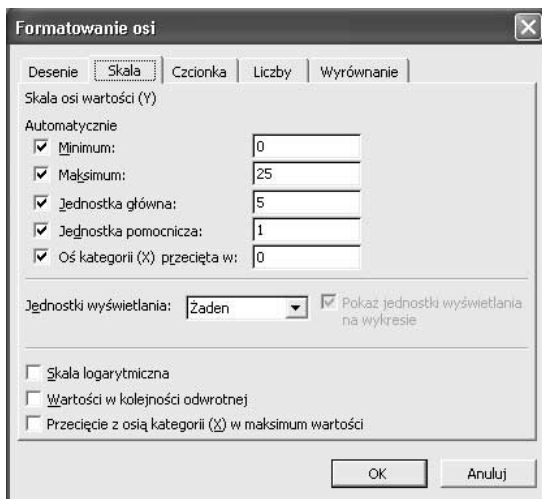 Formatowanie osi
Desenie Skala Czcionka Liczby Wyrównanie
Skala osi wartości (Y)
Automatycznie
Minimum: 0
Maksimum: 25
Jednostka główna: 5
Jednostka pomocnicza: 1
Oś kategorii (X) przecięta w: 0
Jednostki wyświetlania: Żaden Pokaż jednostki wyświetlania
na wykresie
Skala logarytmiczna
Wartości w kolejności odwrotnej
Przecięcie z osią kategorii (X) w maksimum wartości
OK Anuluj